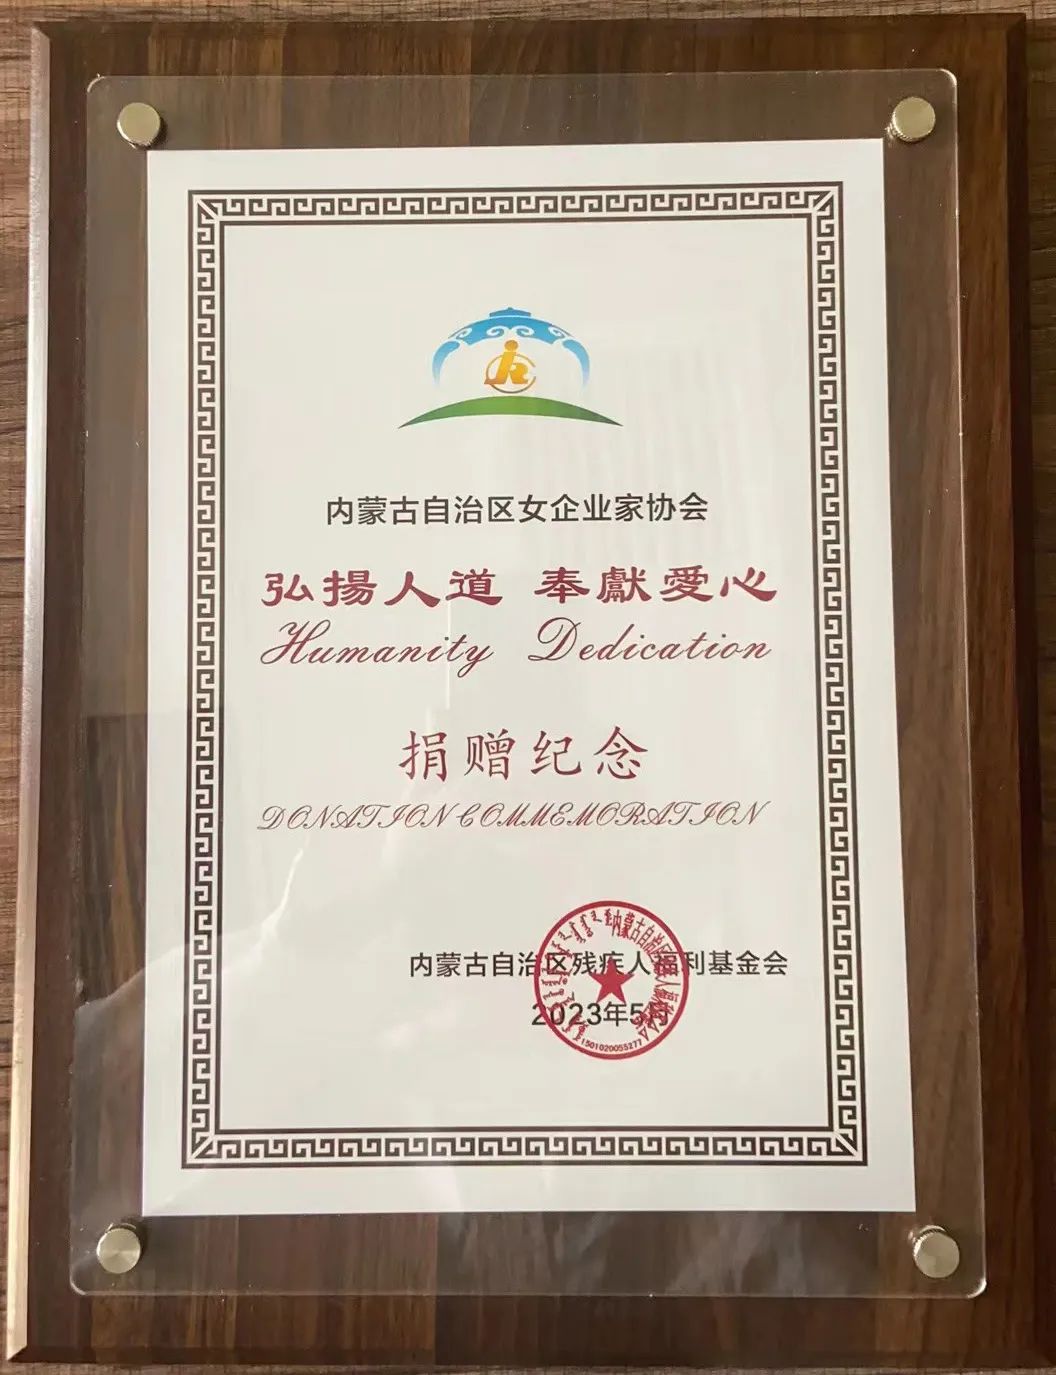 内蒙古自治区女企业家协会
弘揚人道 奉獻愛心
Humanity Dedication
捐赠纪念
DONATION COMMEMORATION
内蒙古自治区残疾人福利基金会
2023年5月
1501020055277